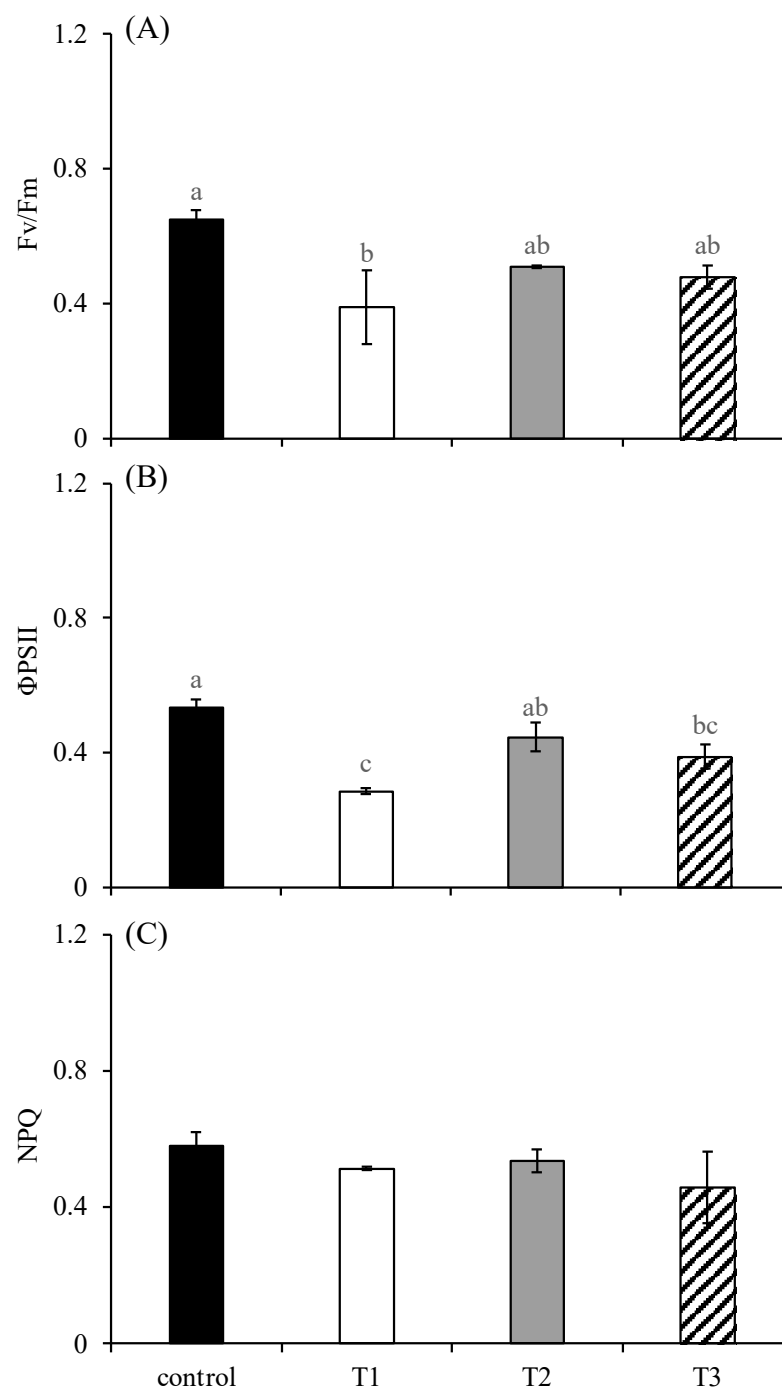 (A)
1.2
0.8
0.4
0
Fv/Fm
a
b
ab
ab
(B)
1.2
0.8
0.4
0
ΦPSII
a
c
ab
bc
(C)
1.2
0.8
0.4
0
NPQ
control T1 T2 T3